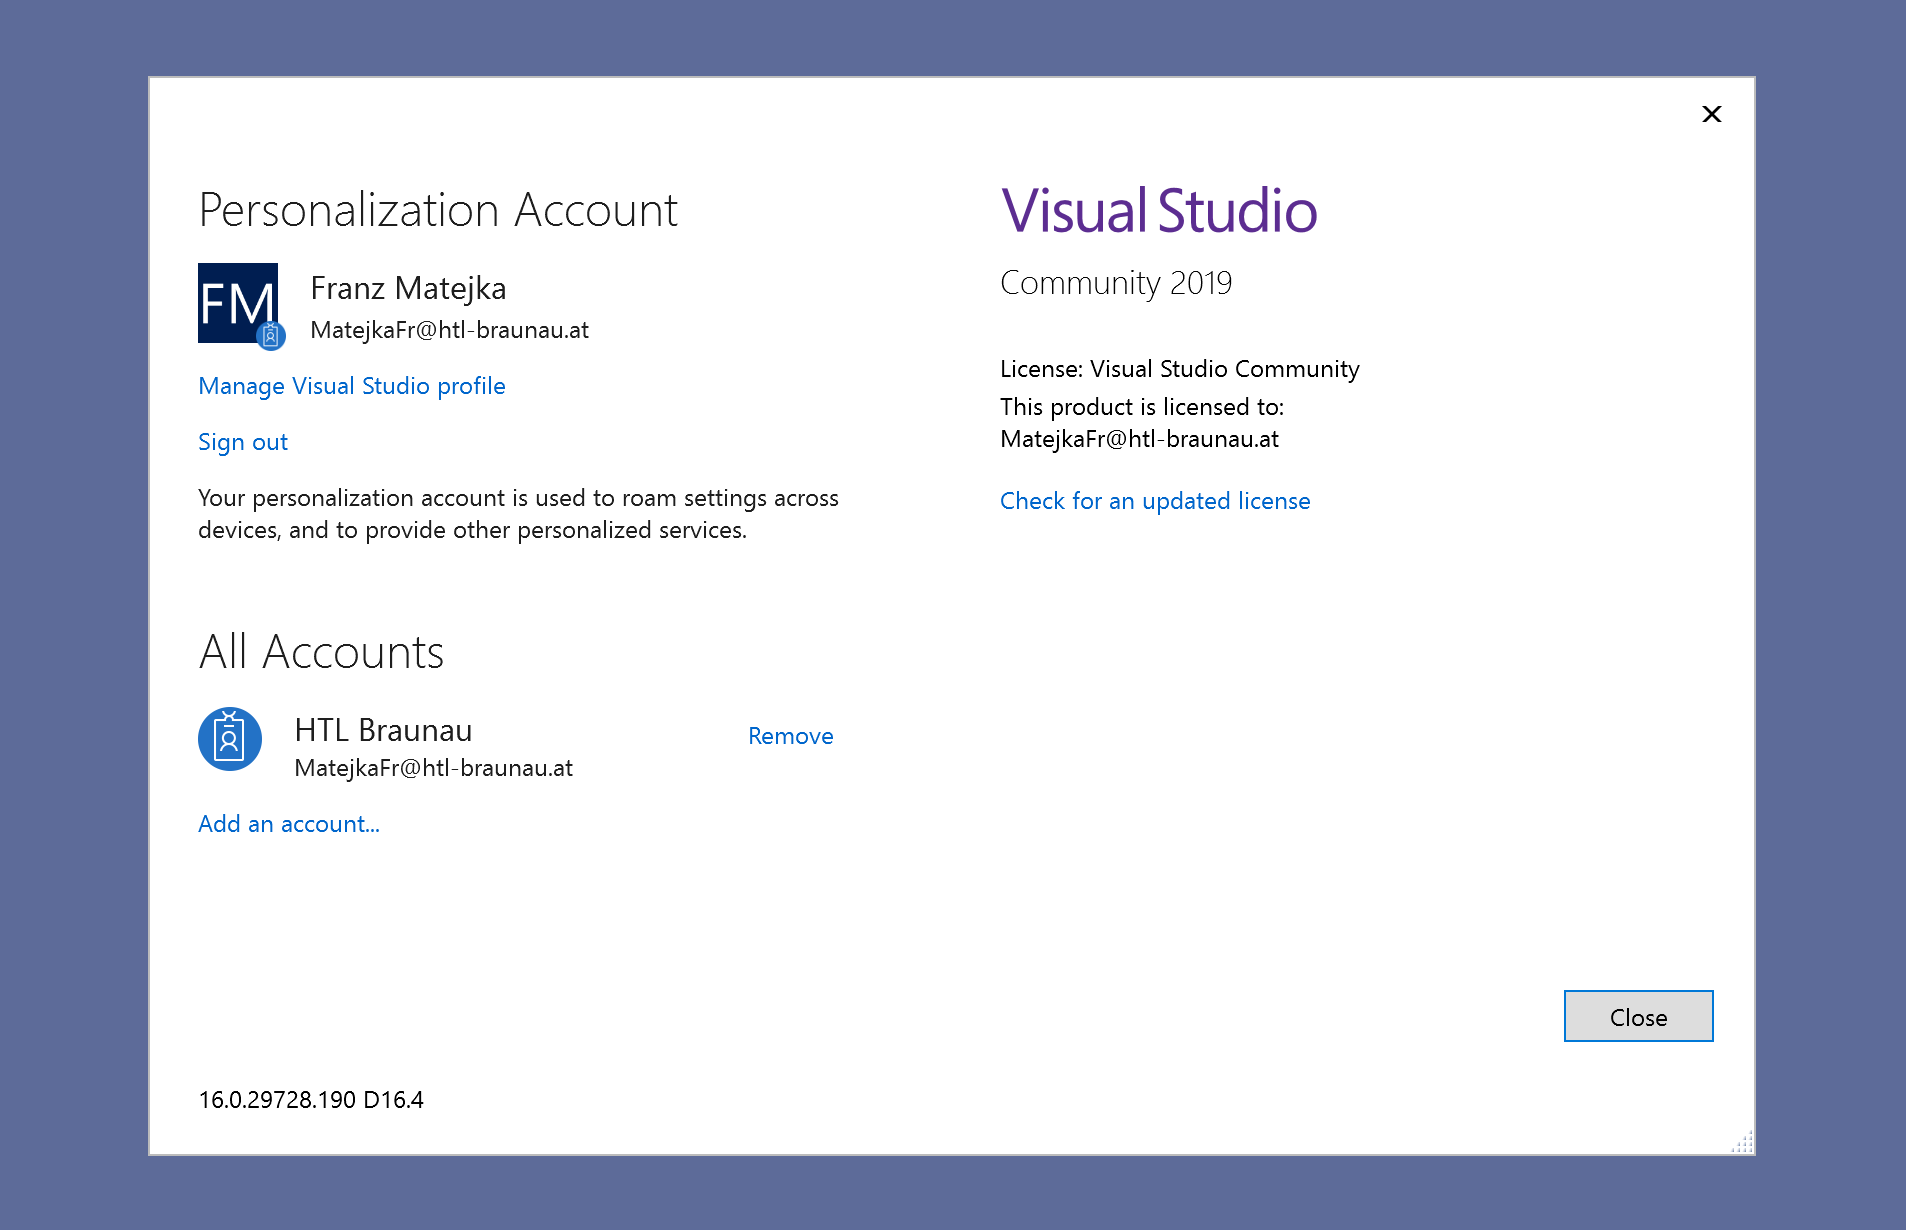 Personalization Account
FM
Franz Matejka
MatejkaFr@htl-braunau.at
Manage Visual Studio profile
Sign out
Your personalization account is used to roam settings across
devices, and to provide other personalized services.
All Accounts
HTL Braunau
MatejkaFr@htl-braunau.at
Remove
Add an account...
Visual Studio
Community 2019
License: Visual Studio Community
This product is licensed to:
MatejkaFr@htl-braunau.at
Check for an updated license
Close
16.0.29728.190 D16.4